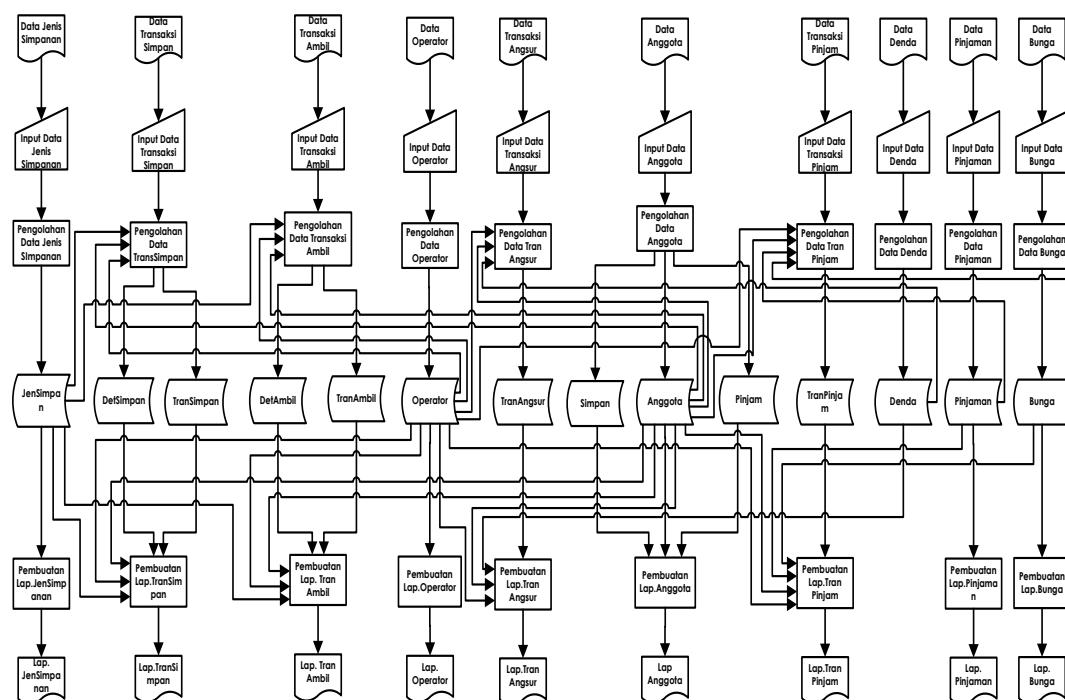 Data Jenis
Simpanan
Data
Transaksi
Simpan
Data
Transaksi
Ambil
Data
Operator
Data
Transaksi
Angsur
Data
Anggota
Data
Transaksi
Pinjam
Data
Denda
Data
Pinjaman
Data
Bunga
Input Data
Jenis
Simpanan
Input Data
Transaksi
Simpan
Input Data
Transaksi
Ambil
Input Data
Operator
Input Data
Transaksi
Angsur
Input Data
Anggota
Input Data
Transaksi
Pinjam
Input Data
Denda
Input Data
Pinjaman
Input Data
Bunga
Pengolahan
Data Jenis
SImpanan
Pengolahan
Data
TransSimpan
Pengolahan
Data Transaksi
Ambil
Pengolahan
Data
Operator
Pengolahan
Data Tran
Angsur
Pengolahan
Data
Anggota
Pengolahan
Data Tran
Pinjam
Pengolahan
Data Denda
Pengolahan
Data
Pinjaman
Pengolahan
Data Bunga
JenSimpa
n
DetSimpan
TranSimpan
DetAmbil
TranAmbil
Operator
TranAngsur
Simpan
Anggota
Pinjam
TranPinja
m
Denda
Pinjaman
Bunga
Pembuatan
Lap.JenSimp
anan
Pembuatan
Lap.TranSim
pan
Pembuatan
Lap. Tran
Ambil
Pembuatan
Lap.Operator
Pembuatan
Lap.Tran
Angsur
Pembuatan
Lap.Anggota
Pembuatan
Lap.Tran
Pinjam
Pembuatan
Lap.Pinjama
n
Pembuatan
Lap.Bunga
Lap.
JenSimpa
nan
Lap.TranSi
mpan
Lap. Tran
Ambil
Lap.
Operator
Lap.Tran
Angsur
Lap
Anggota
Lap.Tran
Pinjam
Lap.
Pinjaman
Lap.
Bunga